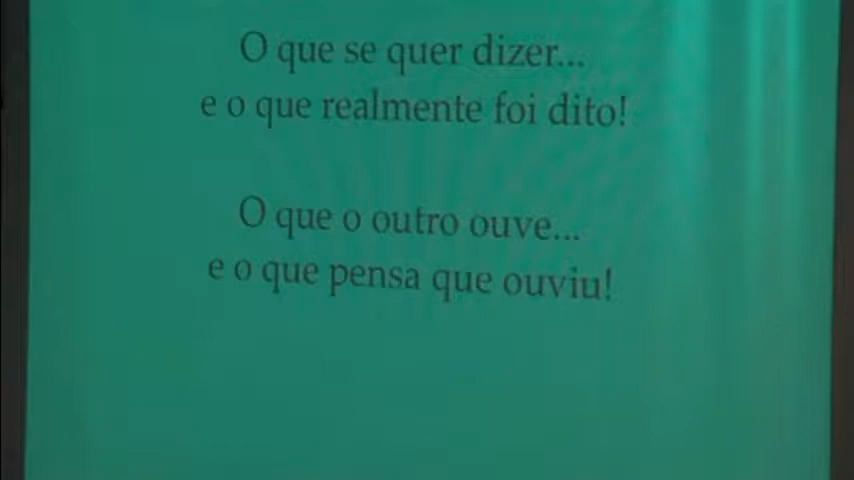 O que se quer dizer...
e o que realmente foi dito!
O que o outro ouve...
e o que pensa que ouviu!